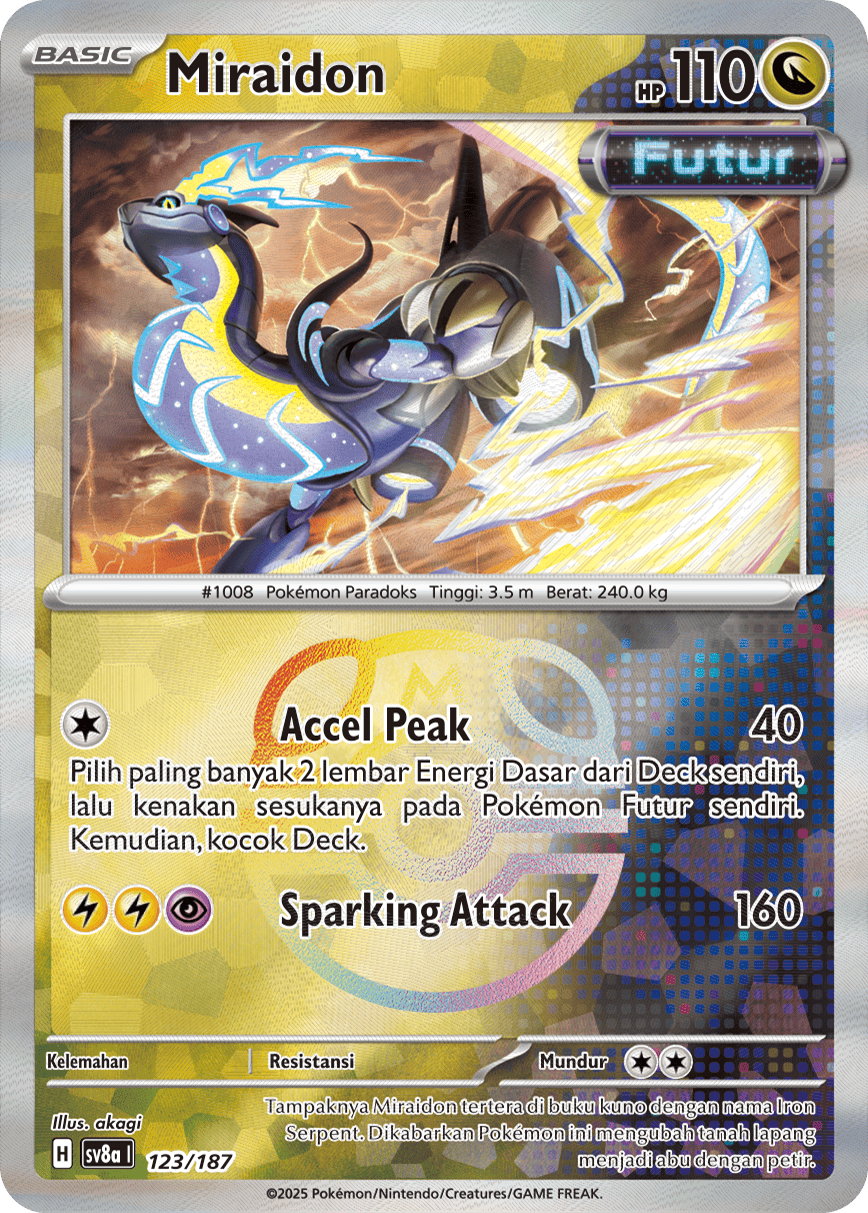 BASIC
Miraidon
HP 110
Futur
#1008 Pokémon Paradoks Tinggi: 3.5 m Berat: 240.0 kg
M
Accel Peak 40
Pilih paling banyak 2 lembar Energi Dasar dari Deck sendiri,
lalu kenakan sesukanya pada Pokémon Futur sendiri.
Kemudian, kocok Deck.
Sparking Attack 160
Kelemahan Resistansi Mundur
Illus. akagi
Tampaknya Miraidon tertera di buku kuno dengan nama Iron
Serpent. Dikabarkan Pokémon ini mengubah tanah lapang
menjadi abu dengan petir.
H sv8a I 123/187
©2025 Pokémon/Nintendo/Creatures/GAME FREAK.